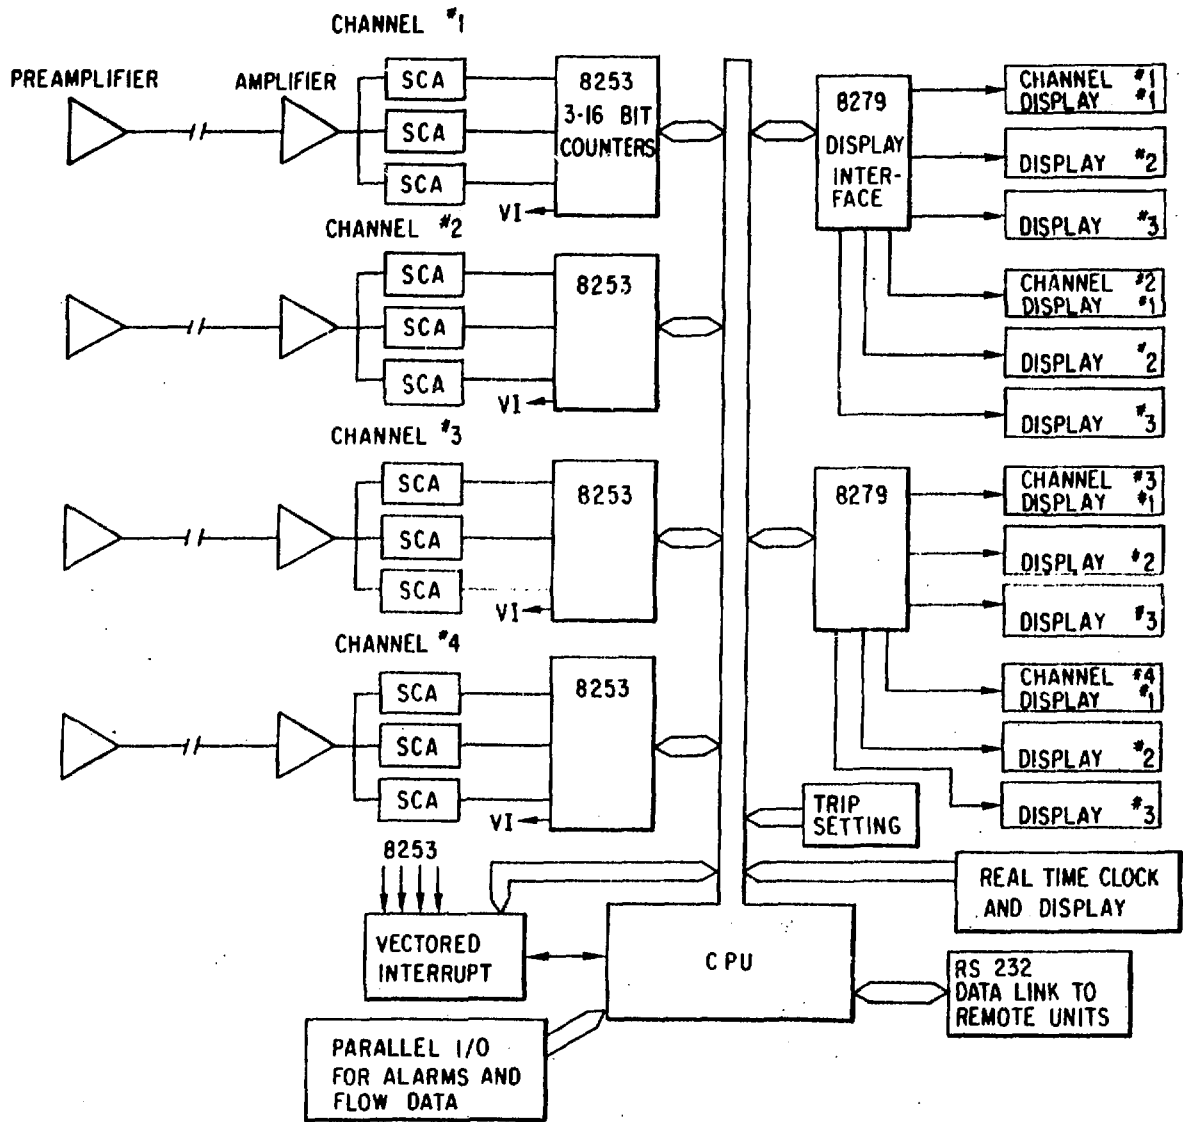 CHANNEL #1
PREAMPLIFIER
AMPLIFIER
SCA
SCA
SCA
8253
3-16 BIT
COUNTERS
VI
8279
DISPLAY
INTER-
FACE
CHANNEL #1
DISPLAY #1
DISPLAY #2
DISPLAY #3
CHANNEL #2
SCA
SCA
SCA
8253
VI
CHANNEL #2
DISPLAY #1
DISPLAY #2
DISPLAY #3
CHANNEL #3
SCA
SCA
SCA
8253
VI
8279
CHANNEL #3
DISPLAY #1
DISPLAY #2
DISPLAY #3
CHANNEL #4
SCA
SCA
SCA
8253
VI
CHANNEL #4
DISPLAY #1
DISPLAY #2
DISPLAY #3
TRIP
SETTING
8253
VECTORED
INTERRUPT
CPU
REAL TIME CLOCK
AND DISPLAY
RS 232
DATA LINK TO
REMOTE UNITS
PARALLEL I/O
FOR ALARMS AND
FLOW DATA